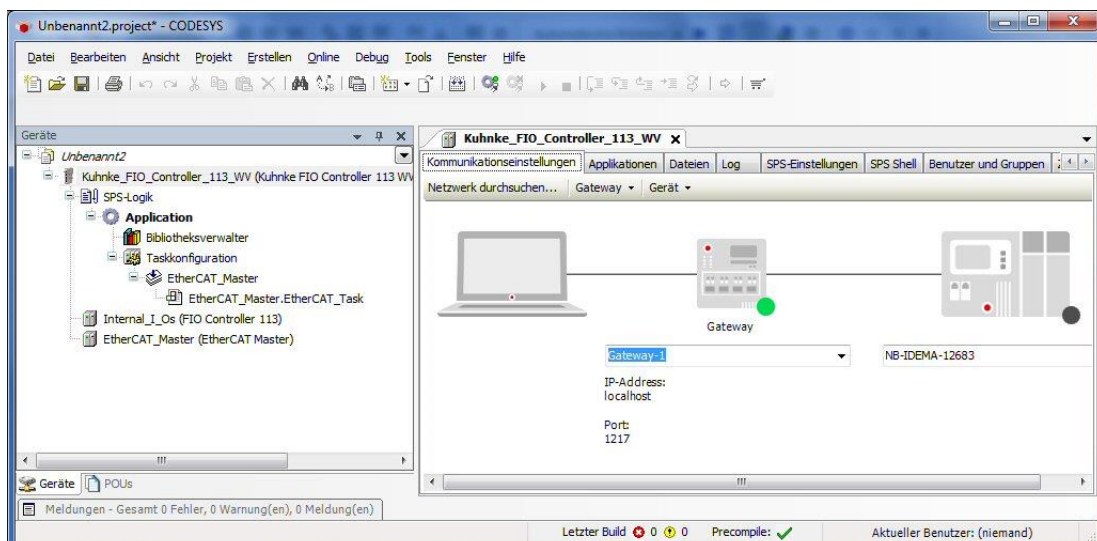 Unbenannt2.project* - CODESYS
Datei Bearbeiten Ansicht Projekt Erstellen Online Debug Tools Fenster Hilfe
Geräte
Unbenannt2
Kuhnke_FIO_Controller_113_WV (Kuhnke FIO Controller 113 WV
SPS-Logik
Application
Bibliotheksverwalter
Taskkonfiguration
EtherCAT_Master
EtherCAT_Master.EtherCAT_Task
Internal_I_Os (FIO Controller 113)
EtherCAT_Master (EtherCAT Master)
Geräte POUs
Kuhnke_FIO_Controller_113_WV
Kommunikationseinstellungen Applikationen Dateien Log SPS-Einstellungen SPS Shell Benutzer und Gruppen
Netzwerk durchsuchen... Gateway Gerät
Gateway
Gateway-1 NB-IDEMA-12683
IP-Address:
localhost
Port:
1217
Meldungen - Gesamt 0 Fehler, 0 Warnung(en), 0 Meldung(en)
Letzter Build 0 0 Precompile: Aktueller Benutzer: (niemand)